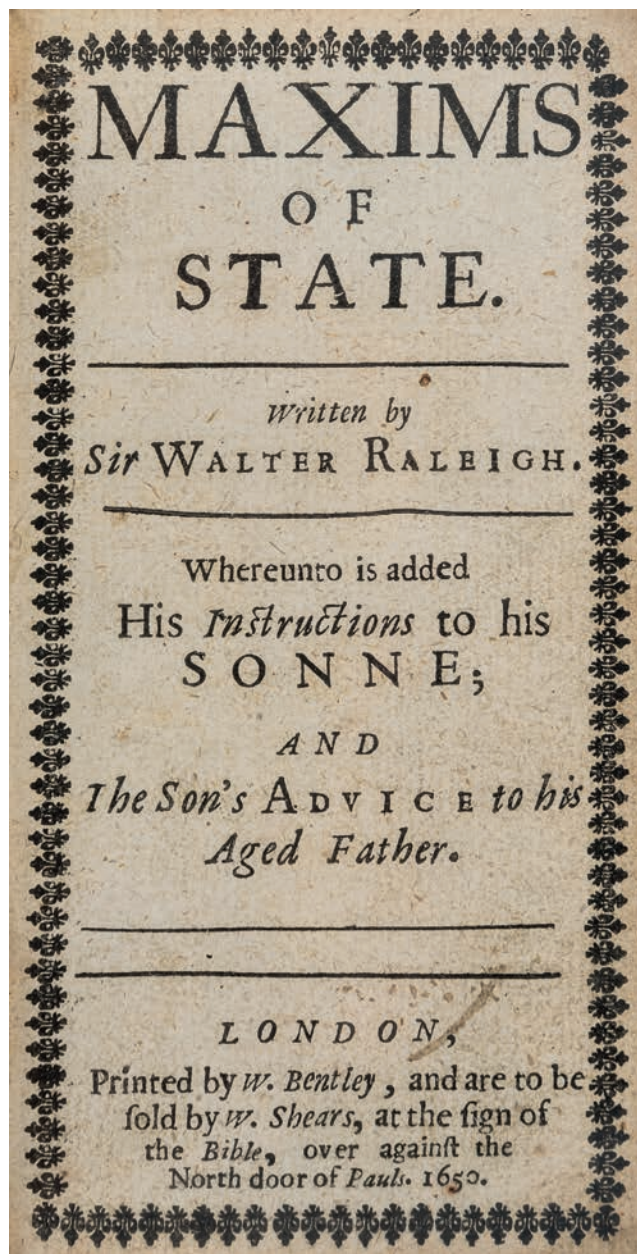 MAXIMS
OF
STATE.
Written by
Sir WALTER RALEIGH.
Whereunto is added
His Inſtructions to his
SONNE;
AND
The Son's ADVICE to his
Aged Father.
LONDON,
Printed by W. Bentley, and are to be
ſold by W. Shears, at the ſign of
the Bible, over againſt the
North door of Pauls. 1650.